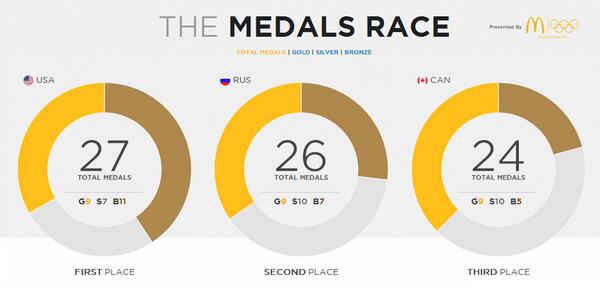 THE MEDALS RACE
Presented By
TOTAL MEDALS | GOLD | SILVER | BRONZE
USA
27
TOTAL MEDALS
G9 S7 B11
FIRST PLACE
RUS
26
TOTAL MEDALS
G9 S10 B7
SECOND PLACE
CAN
24
TOTAL MEDALS
G9 S10 B5
THIRD PLACE